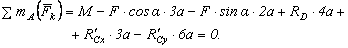 ∑ m_A(F̅_k) = M − F·cos α·3a − F·sin α·2a + R_D·4a +
+ R′_Cx·3a − R′_Cy·6a = 0.